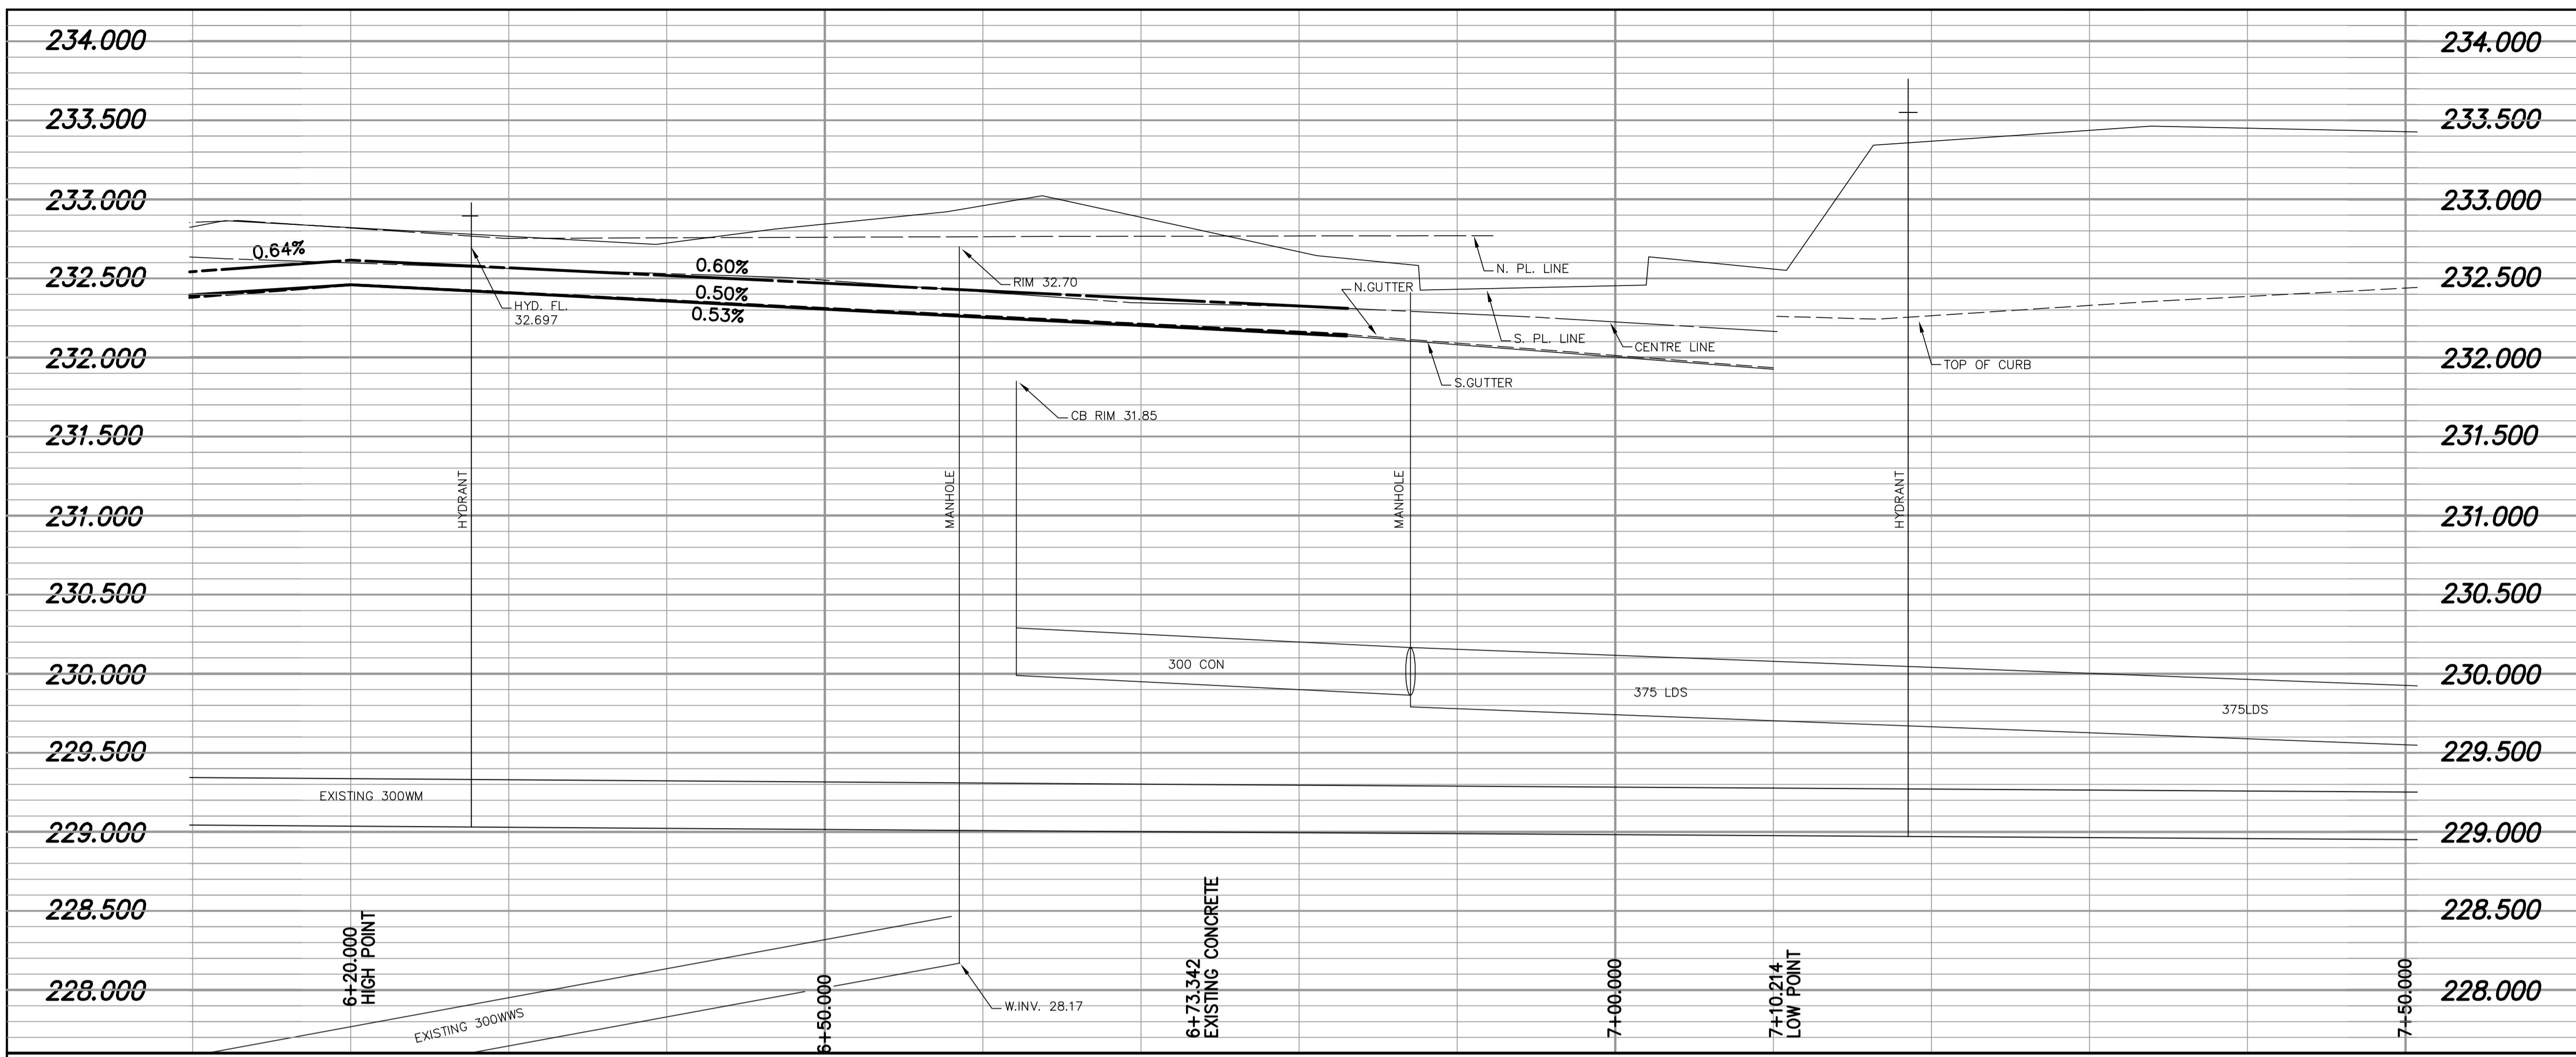 234.000
234.000
233.500
233.500
233.000
233.000
0.64%
0.60%
N. PL. LINE
232.500
232.500
RIM 32.70
N.GUTTER
0.50%
HYD. FL.
32.697
0.53%
S. PL. LINE
CENTRE LINE
232.000
232.000
TOP OF CURB
S.GUTTER
CB RIM 31.85
231.500
231.500
HYDRANT
MANHOLE
MANHOLE
HYDRANT
231.000
231.000
230.500
230.500
300 CON
230.000
230.000
375 LDS
375LDS
229.500
229.500
EXISTING 300WM
229.000
229.000
228.500
228.500
6+20.000
HIGH POINT
6+73.342
EXISTING CONCRETE
7+10.214
LOW POINT
228.000
228.000
W.INV. 28.17
EXISTING 300WWS
6+50.000
7+00.000
7+50.000